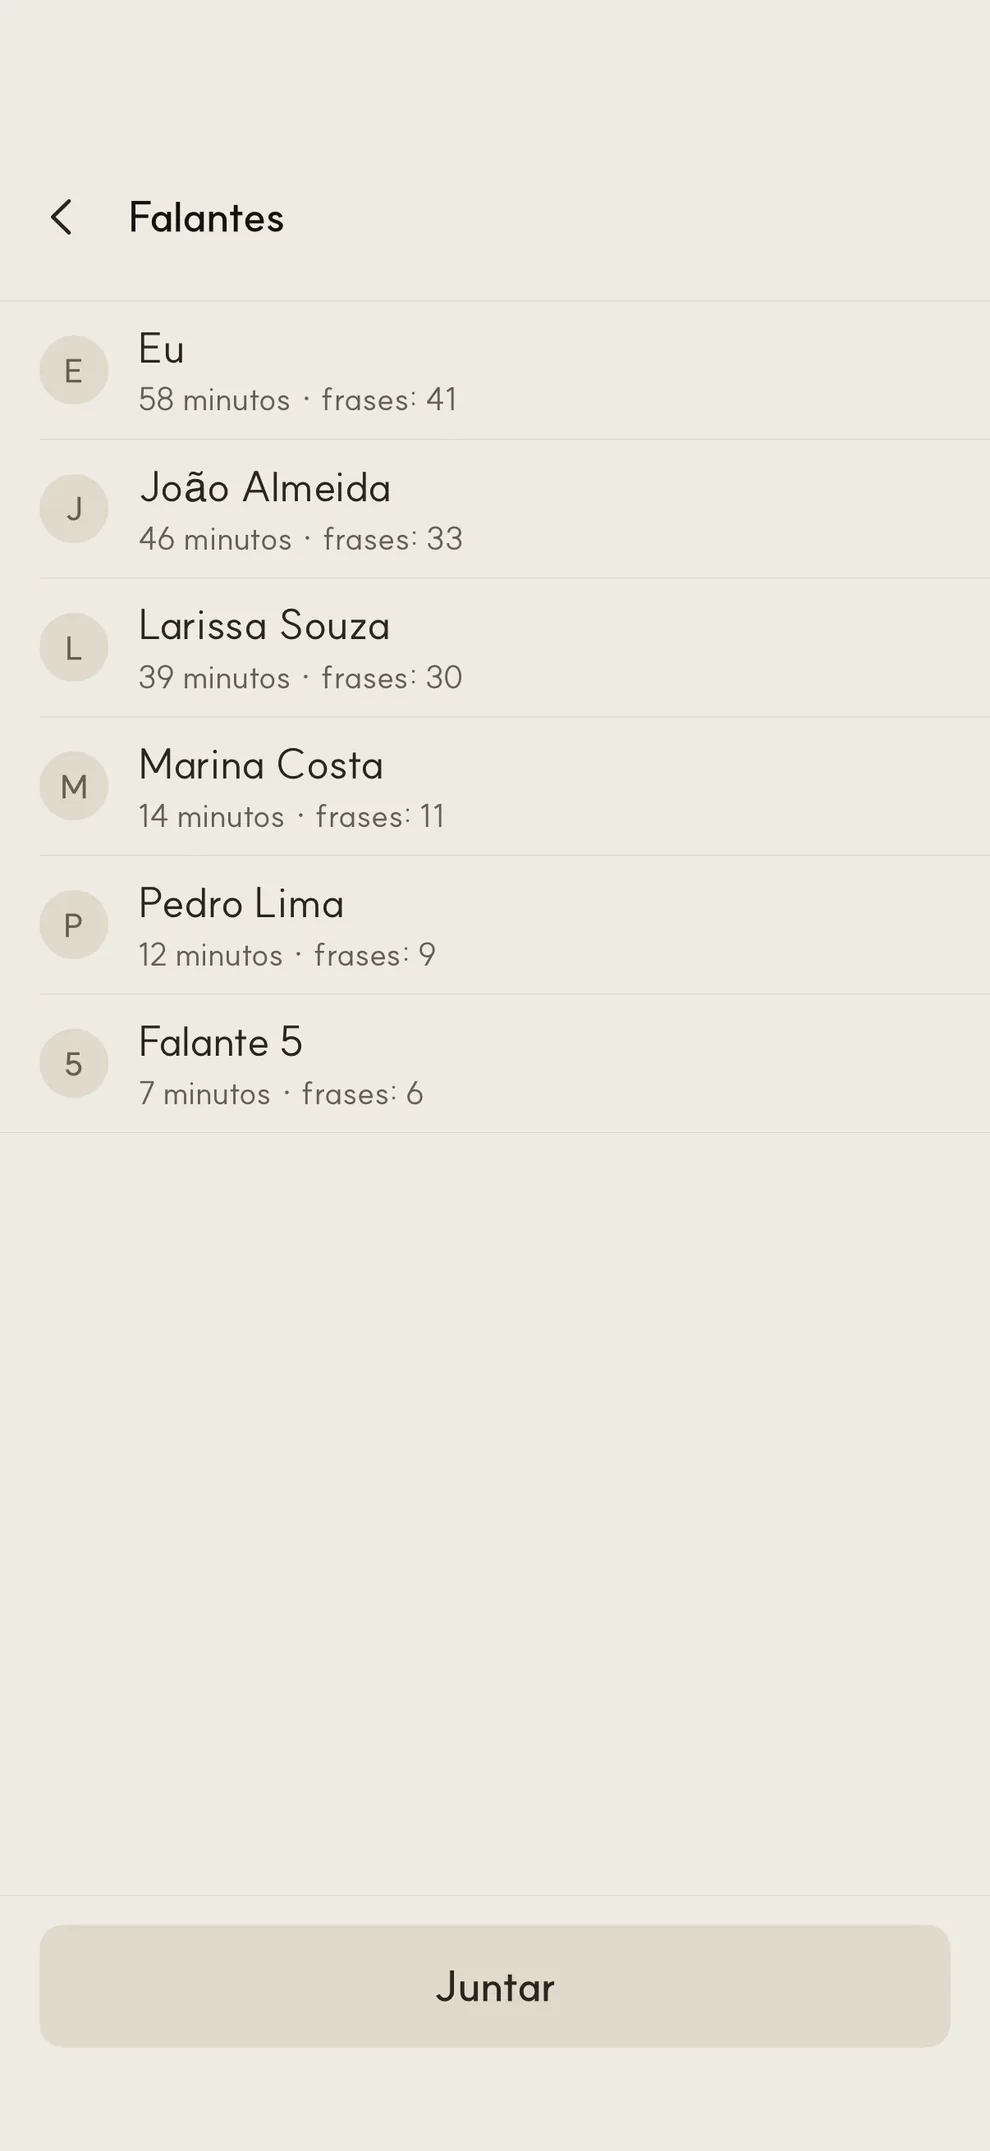 Falantes
E
Eu
58 minutos · frases: 41
J
João Almeida
46 minutos · frases: 33
L
Larissa Souza
39 minutos · frases: 30
M
Marina Costa
14 minutos · frases: 11
P
Pedro Lima
12 minutos · frases: 9
5
Falante 5
7 minutos · frases: 6
Juntar